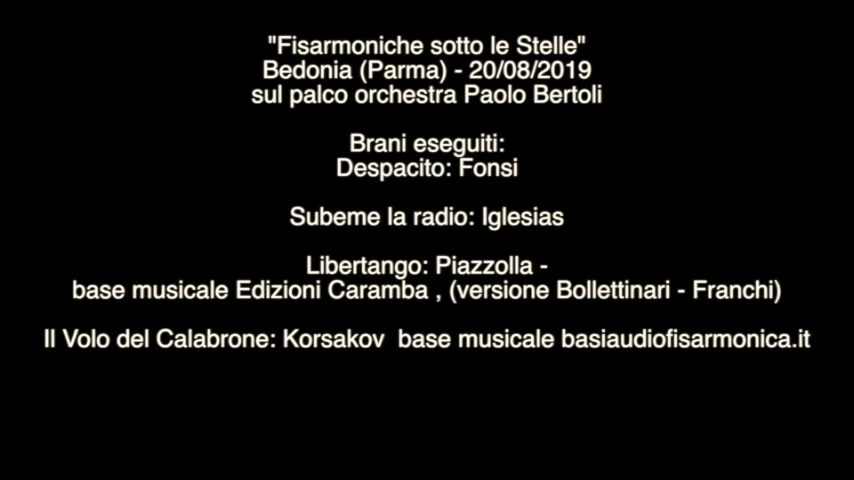 "Fisarmoniche sotto le Stelle"
Bedonia (Parma) - 20/08/2019
sul palco orchestra Paolo Bertoli
Brani eseguiti:
Despacito: Fonsi
Subeme la radio: Iglesias
Libertango: Piazzolla -
base musicale Edizioni Caramba , (versione Bollettinari - Franchi)
Il Volo del Calabrone: Korsakov  base musicale basiaudiofisarmonica.it